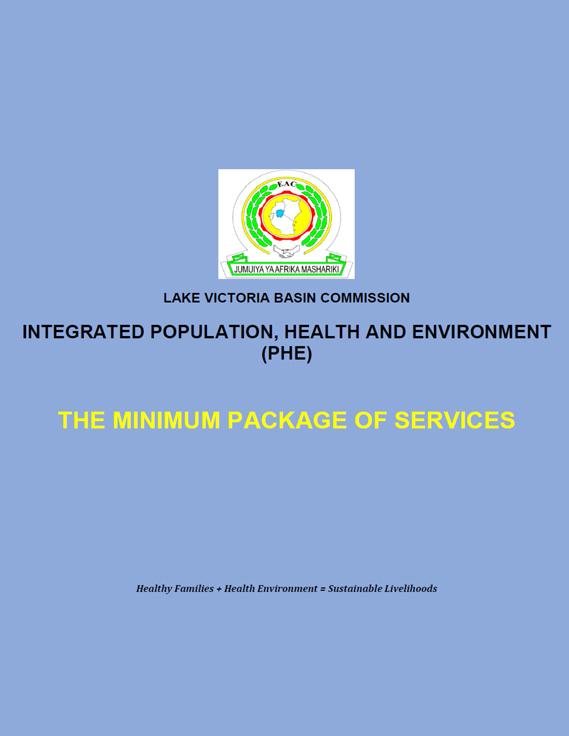 EAC
JUMUIYA YA AFRIKA MASHARIKI
LAKE VICTORIA BASIN COMMISSION
INTEGRATED POPULATION, HEALTH AND ENVIRONMENT
(PHE)
THE MINIMUM PACKAGE OF SERVICES
Healthy Families + Health Environment = Sustainable Livelihoods